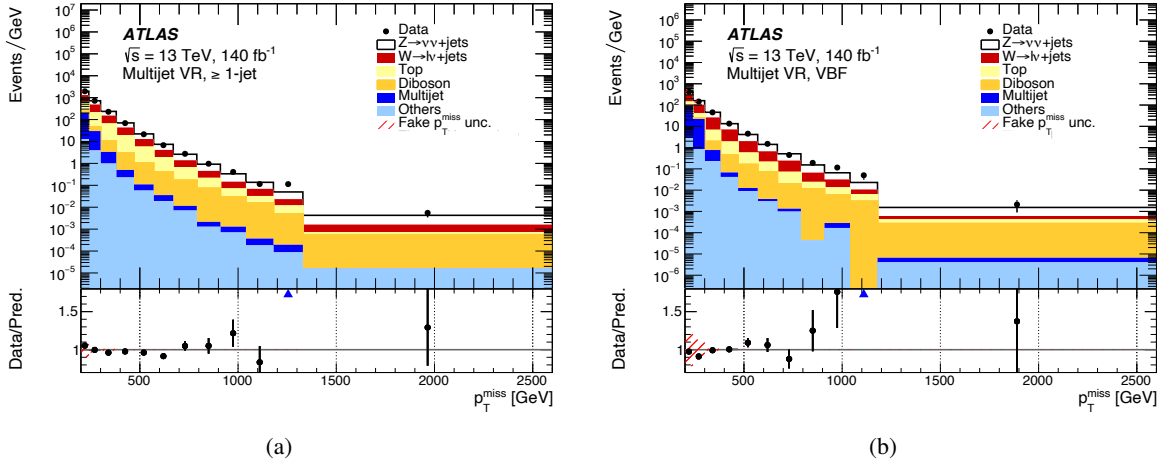 Events / GeV
10⁷
10⁶
10⁵
10⁴
10³
10²
10
1
10⁻¹
10⁻²
10⁻³
10⁻⁴
10⁻⁵
ATLAS
√s = 13 TeV, 140 fb⁻¹
Multijet VR, ≥ 1-jet
Data
Z→νν+jets
W→lν+jets
Top
Diboson
Multijet
Others
Fake p_T^miss unc.
Data/Pred.
1.5
1
500 1000 1500 2000 2500
p_T^miss [GeV]
(a)
Events / GeV
10⁶
10⁵
10⁴
10³
10²
10
1
10⁻¹
10⁻²
10⁻³
10⁻⁴
10⁻⁵
10⁻⁶
ATLAS
√s = 13 TeV, 140 fb⁻¹
Multijet VR, VBF
Data
Z→νν+jets
W→lν+jets
Top
Diboson
Multijet
Others
Fake p_T^miss unc.
Data/Pred.
1.5
1
500 1000 1500 2000 2500
p_T^miss [GeV]
(b)